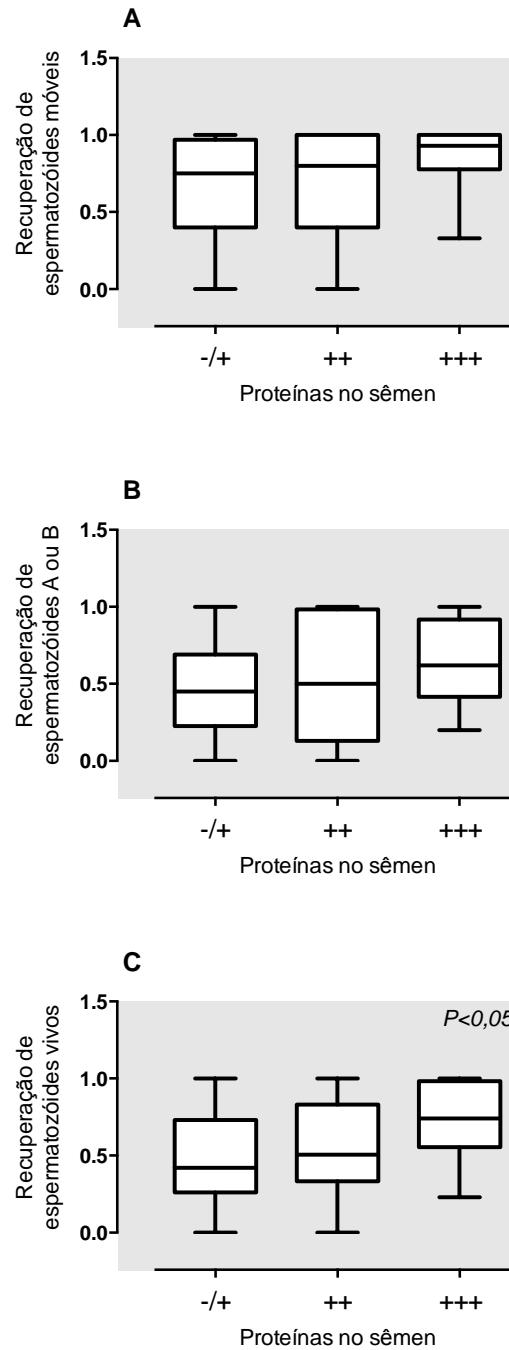 A
Recuperação de
espermatozóides móveis
1.5
1.0
0.5
0.0
-/+ ++ +++
Proteínas no sêmen
B
Recuperação de
espermatozóides A ou B
1.5
1.0
0.5
0.0
-/+ ++ +++
Proteínas no sêmen
C
Recuperação de
espermatozóides vivos
1.5
1.0
0.5
0.0
P<0,05
-/+ ++ +++
Proteínas no sêmen